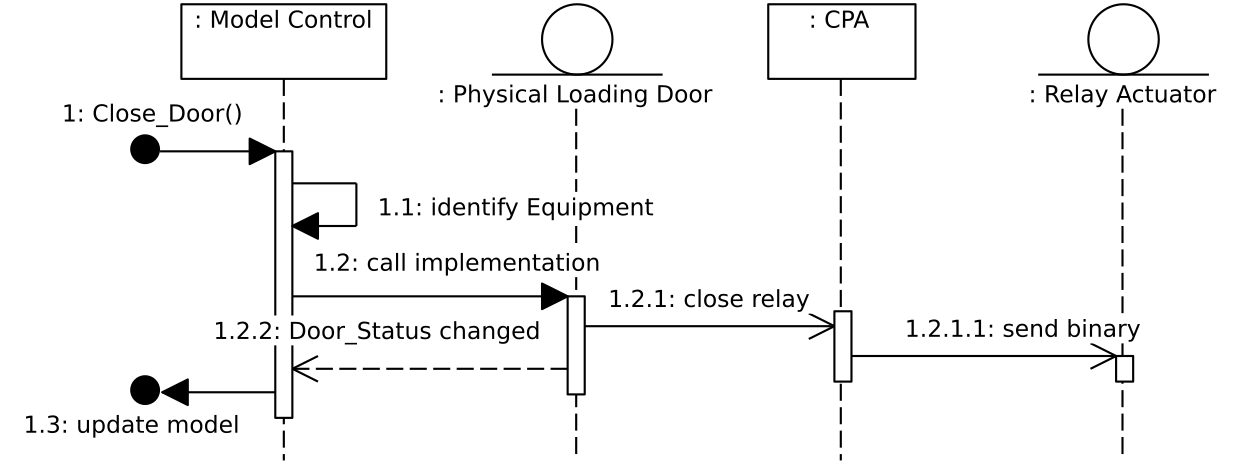 : Model Control
: CPA
: Physical Loading Door
: Relay Actuator
1: Close_Door()
1.1: identify Equipment
1.2: call implementation
1.2.1: close relay
1.2.2: Door_Status changed
1.2.1.1: send binary
1.3: update model